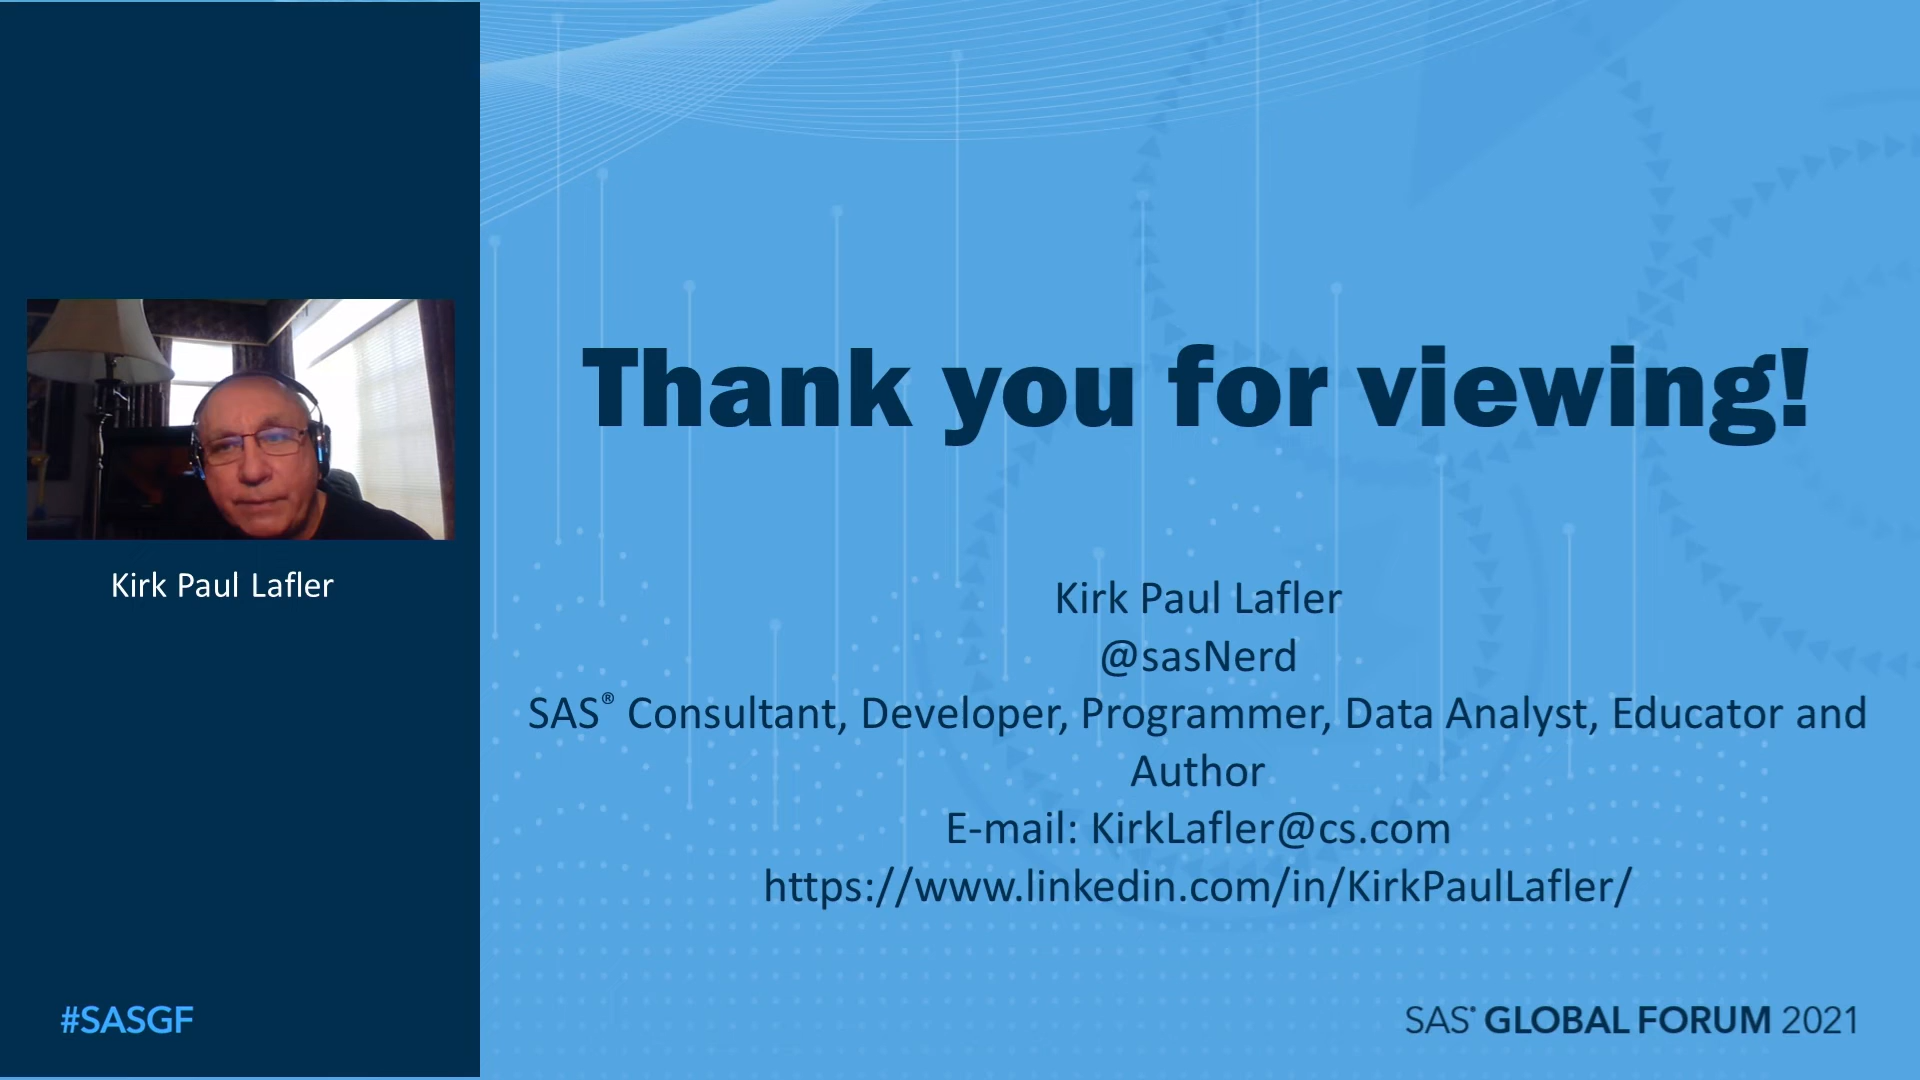 Thank you for viewing!
Kirk Paul Lafler
Kirk Paul Lafler
@sasNerd
SAS® Consultant, Developer, Programmer, Data Analyst, Educator and
Author
E-mail: KirkLafler@cs.com
https://www.linkedin.com/in/KirkPaulLafler/
#SASGF
SAS® GLOBAL FORUM 2021